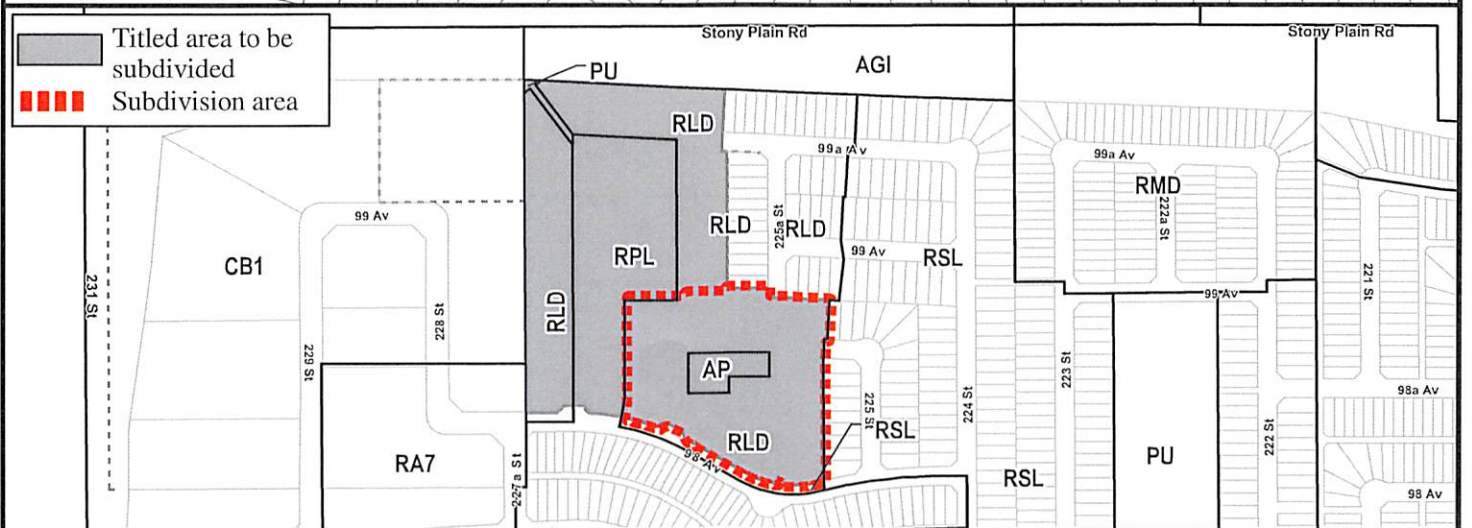 Titled area to be
subdivided
Subdivision area
Stony Plain Rd
Stony Plain Rd
PU
AGI
RLD
99a Av
99a Av
RMD
222a St
99 Av
RLD
225a St
RLD
RPL
99 Av
RSL
CB1
231 St
228 St
229 St
RLD
221 St
99 Av
AP
223 St
98a Av
225 St
224 St
RSL
222 St
RLD
98 Av
RA7
227a St
RSL
PU
98 Av